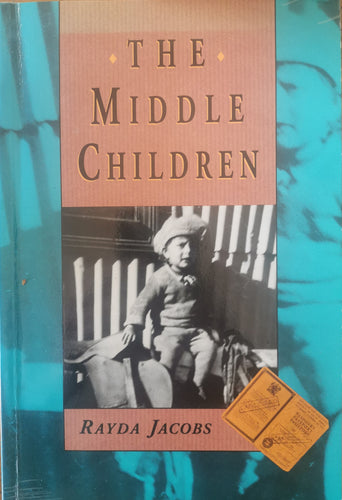 THE
MIDDLE
CHILDREN
RAYDA JACOBS